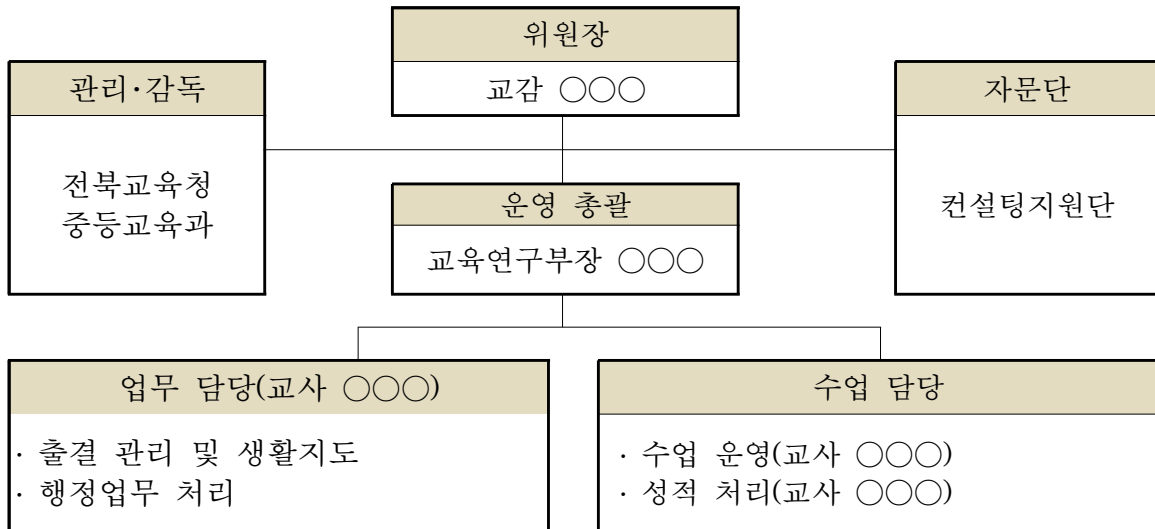 위원장
교감 ○○○
관리·감독
전북교육청
중등교육과
자문단
컨설팅지원단
운영 총괄
교육연구부장 ○○○
업무 담당(교사 ○○○)
· 출결 관리 및 생활지도
· 행정업무 처리
수업 담당
· 수업 운영(교사 ○○○)
· 성적 처리(교사 ○○○)